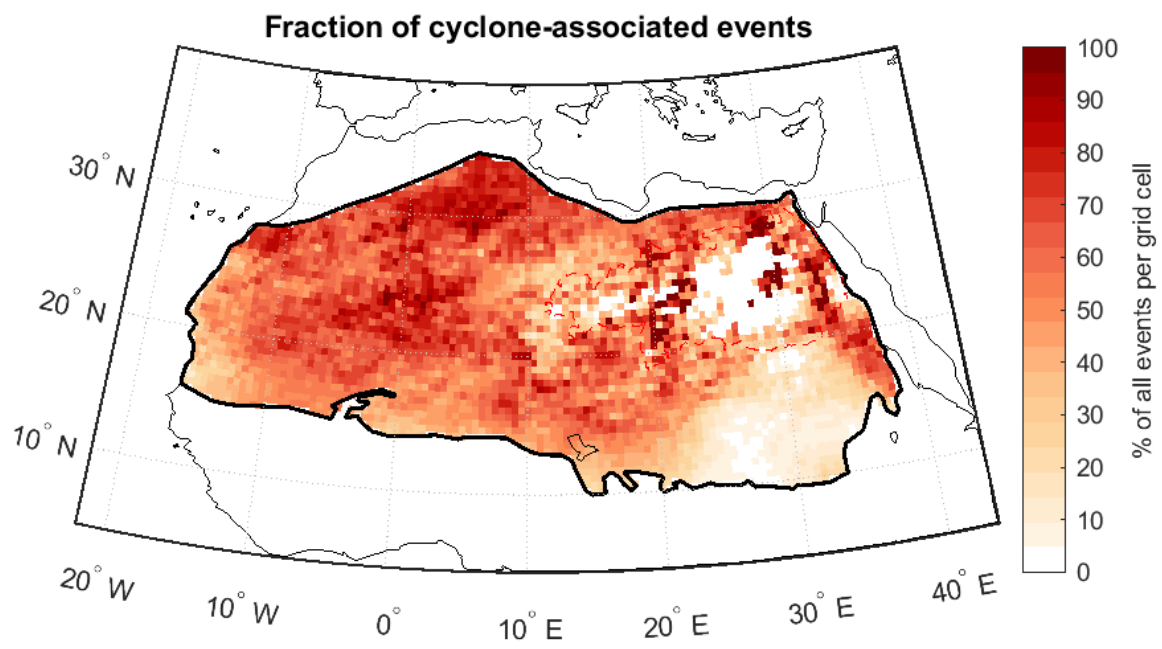 Fraction of cyclone-associated events
30° N
20° N
10° N
20° W
10° W
0°
10° E
20° E
30° E
40° E
100
90
80
70
60
50
40
30
20
10
0
% of all events per grid cell